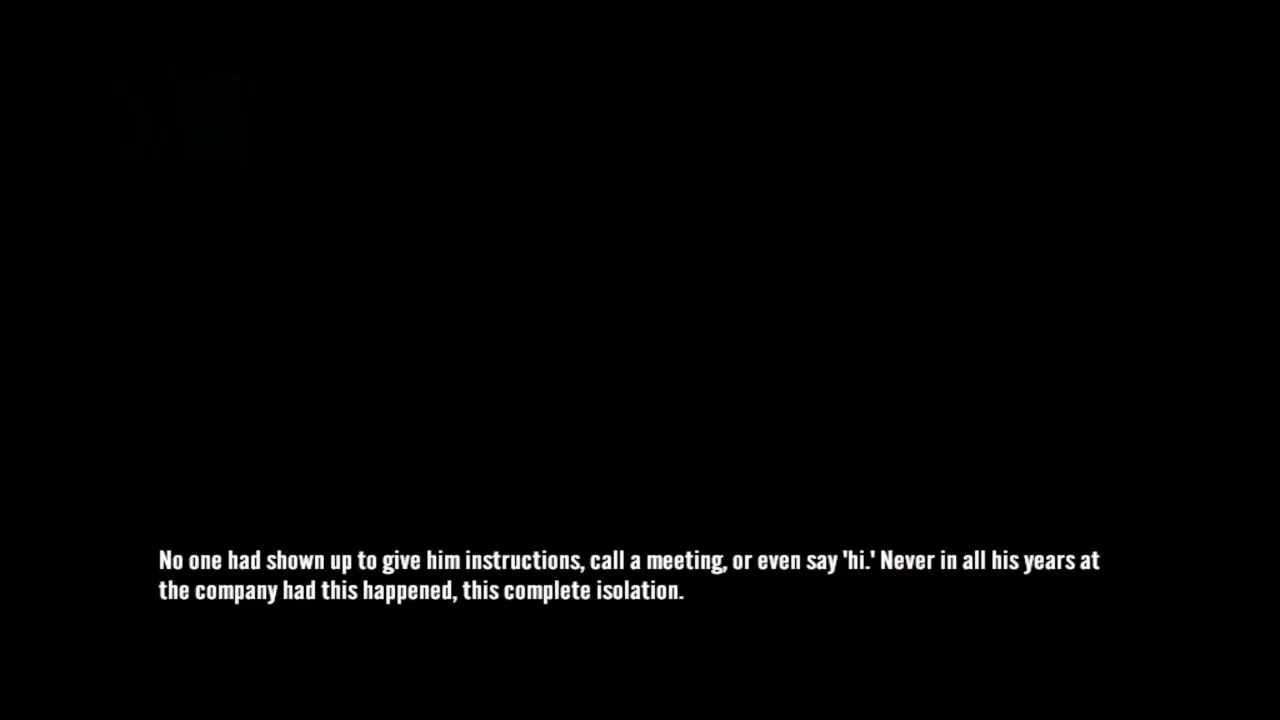 No one had shown up to give him instructions, call a meeting, or even say 'hi.' Never in all his years at
the company had this happened, this complete isolation.